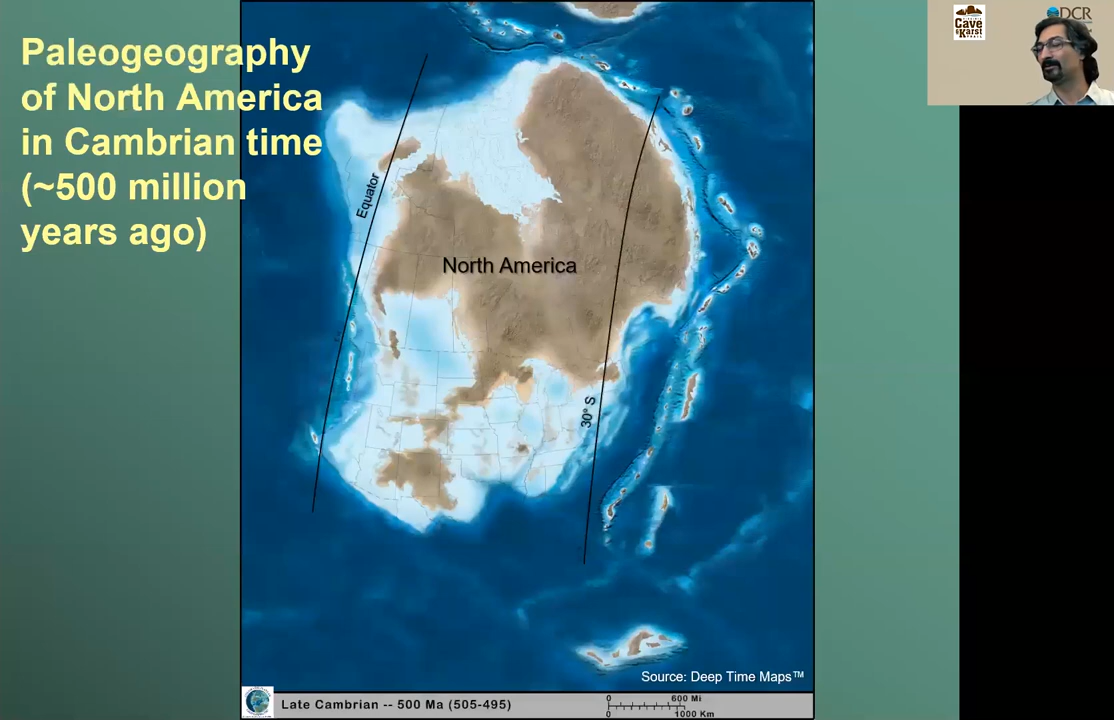 Paleogeography
of North America
in Cambrian time
(~500 million
years ago)
Equator
North America
30° S
Source: Deep Time Maps™
Late Cambrian -- 500 Ma (505-495)
0 600 Mi
0 1000 Km
Cave
& Karst
DCR